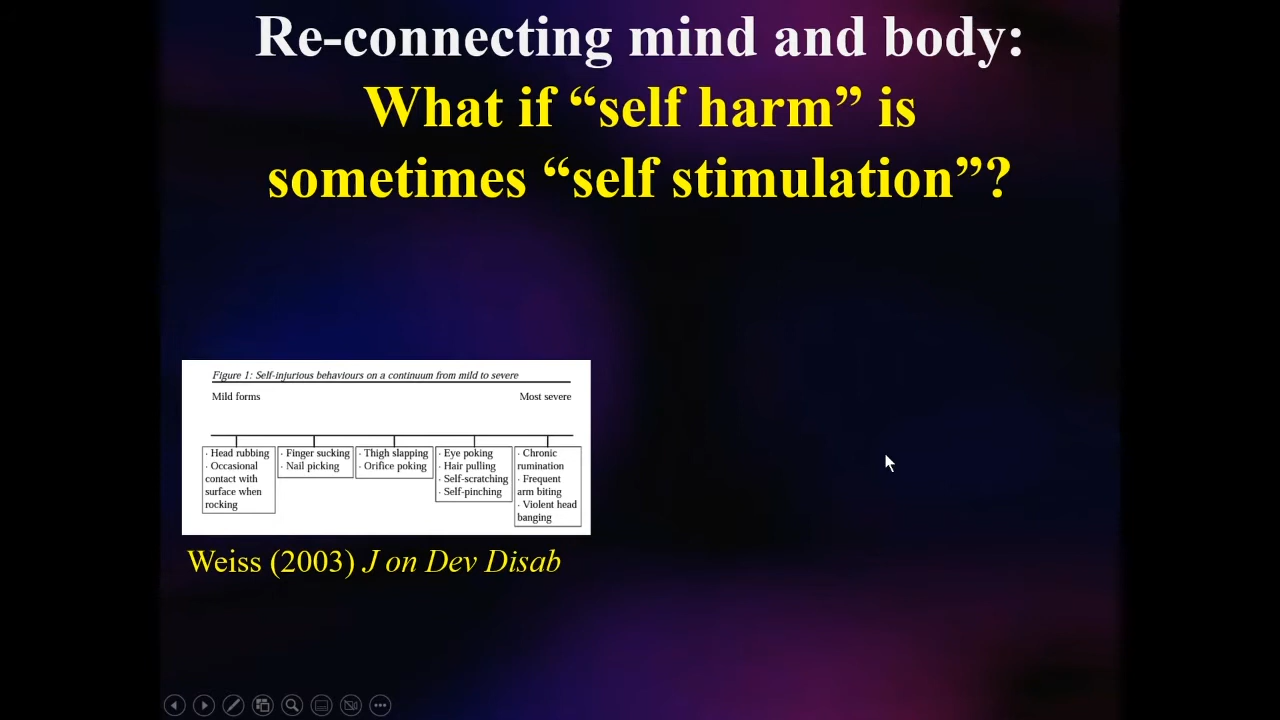 Re-connecting mind and body:
What if “self harm” is
sometimes “self stimulation”?
Figure 1: Self-injurious behaviours on a continuum from mild to severe
Mild forms
Most severe
· Head rubbing
· Occasional
contact with
surface when
rocking
· Finger sucking
· Nail picking
· Thigh slapping
· Orifice poking
· Eye poking
· Hair pulling
· Self-scratching
· Self-pinching
· Chronic
rumination
· Frequent
arm biting
· Violent head
banging
Weiss (2003) J on Dev Disab